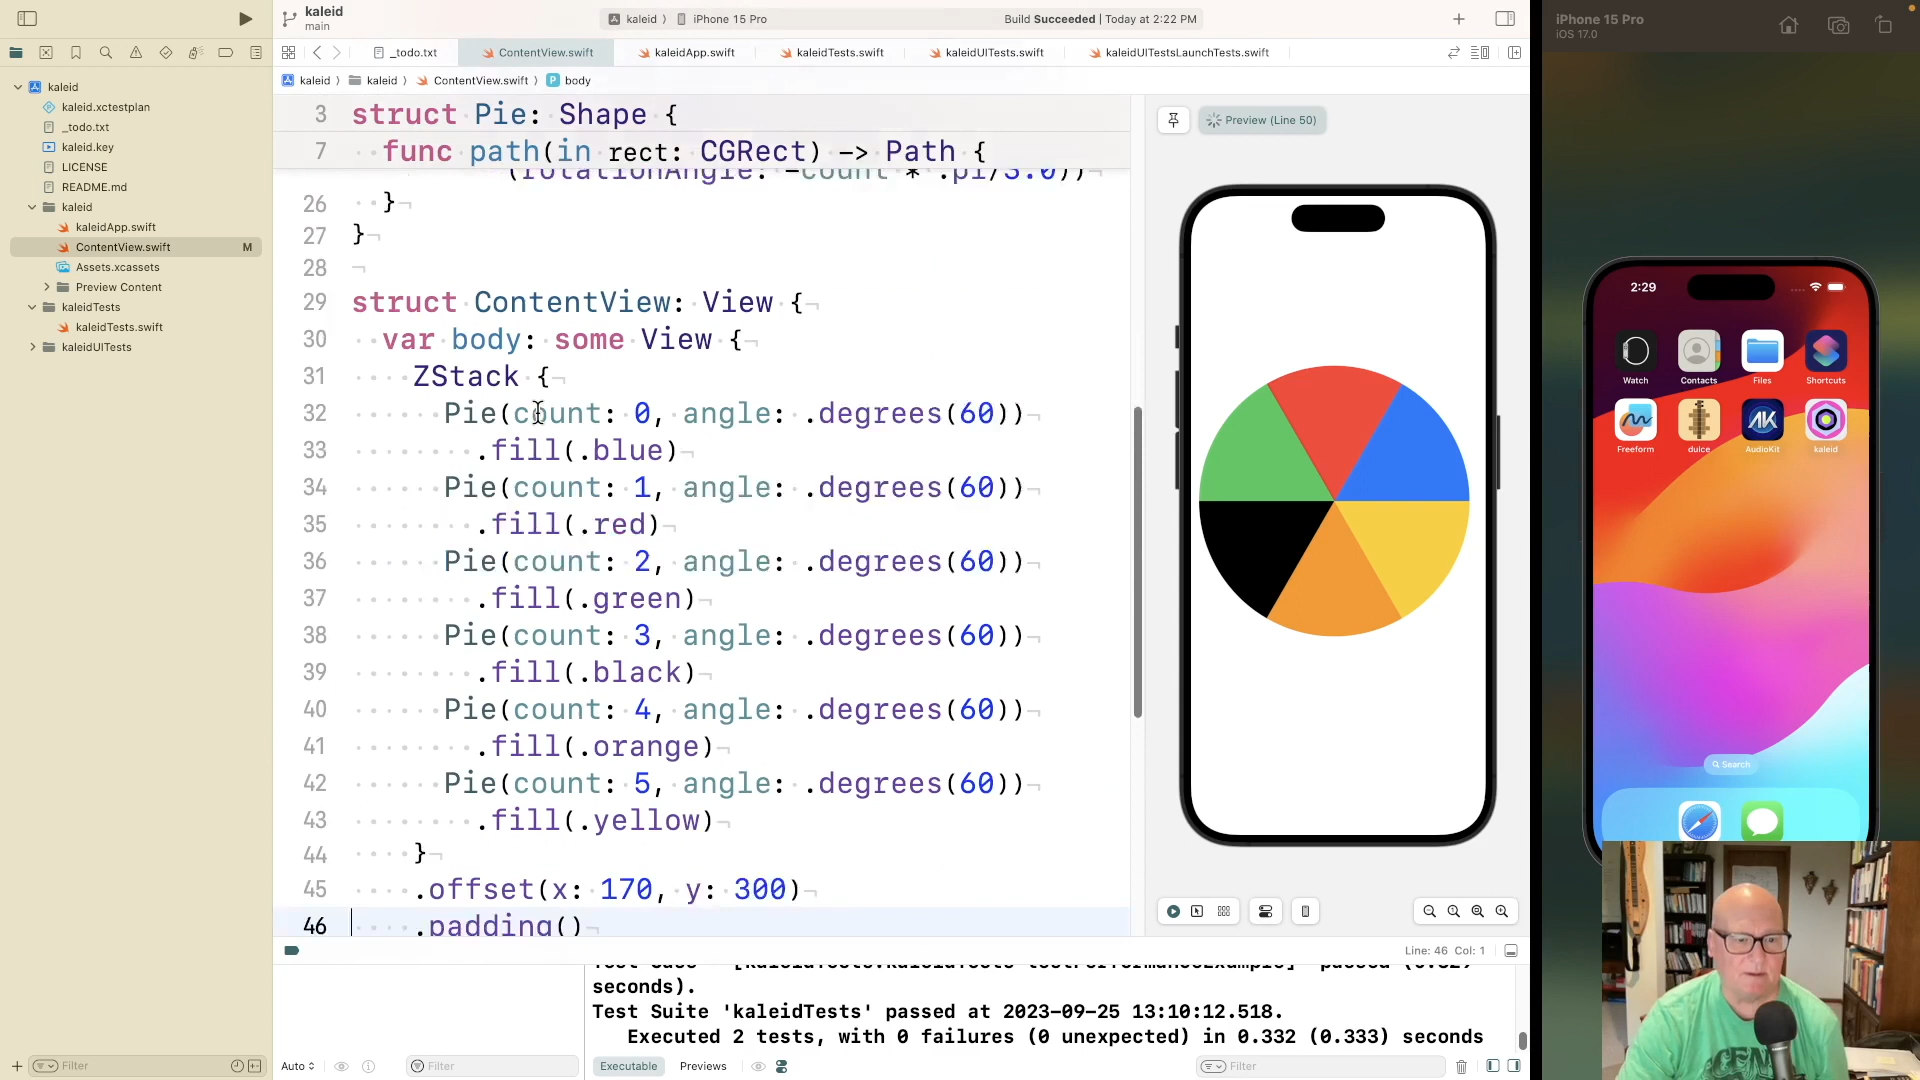 kaleid
main
kaleid
iPhone 15 Pro
Build Succeeded | Today at 2:22 PM
iPhone 15 Pro
iOS 17.0
_todo.txt
ContentView.swift
kaleidApp.swift
kaleidTests.swift
kaleidUITests.swift
kaleidUITestsLaunchTests.swift
kaleid
kaleid
ContentView.swift
P body
kaleid
kaleid.xctestplan
_todo.txt
kaleid.key
LICENSE
README.md
kaleid
kaleidApp.swift
ContentView.swift M
Assets.xcassets
Preview Content
kaleidTests
kaleidTests.swift
kaleidUITests
3 struct Pie: Shape {
7 func path(in rect: CGRect) -> Path {
(rotationAngle: -count * .pi/3.0))
26 }
27 }
28
29 struct ContentView: View {
30 var body: some View {
31 ZStack {
32 Pie(count: 0, angle: .degrees(60))
33 .fill(.blue)
34 Pie(count: 1, angle: .degrees(60))
35 .fill(.red)
36 Pie(count: 2, angle: .degrees(60))
37 .fill(.green)
38 Pie(count: 3, angle: .degrees(60))
39 .fill(.black)
40 Pie(count: 4, angle: .degrees(60))
41 .fill(.orange)
42 Pie(count: 5, angle: .degrees(60))
43 .fill(.yellow)
44 }
45 .offset(x: 170, y: 300)
46 .padding()
Preview (Line 50)
2:29
Watch
Contacts
Files
Shortcuts
Freeform
dulce
AudioKit
kaleid
Search
Line: 46 Col: 1
seconds).
Test Suite 'kaleidTests' passed at 2023-09-25 13:10:12.518.
Executed 2 tests, with 0 failures (0 unexpected) in 0.332 (0.333) seconds
Filter
Auto
Filter
Executable
Previews
Filter